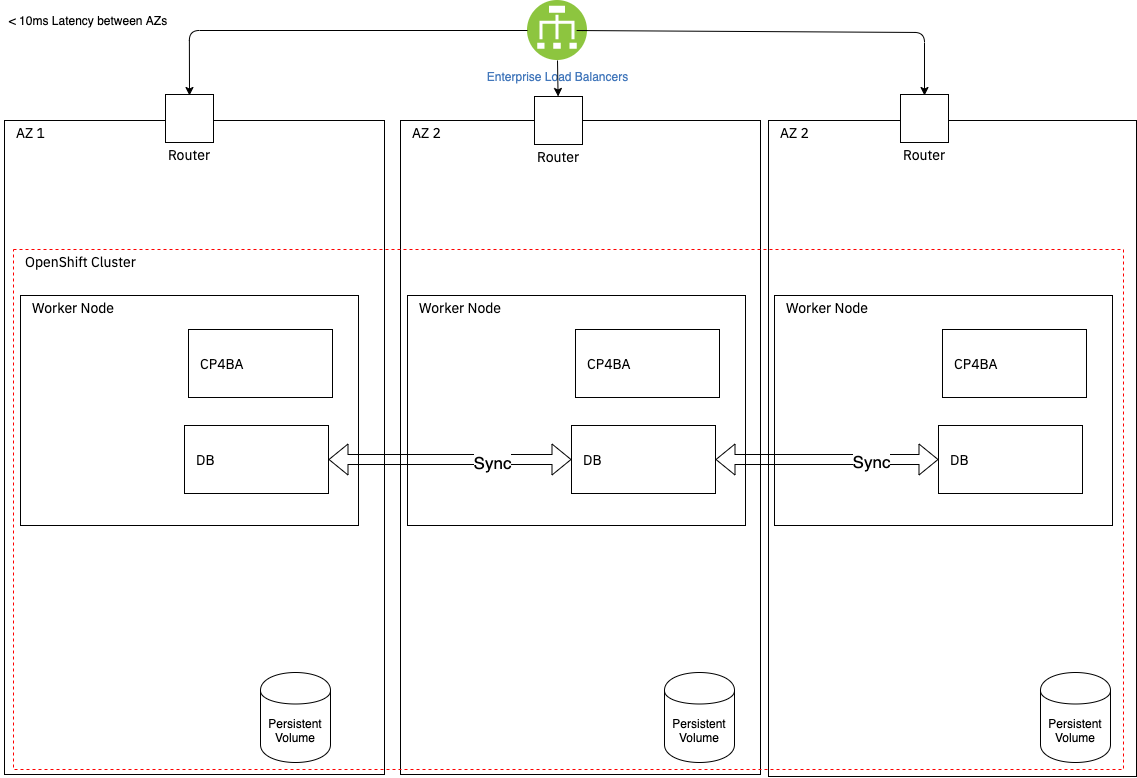 < 10ms Latency between AZs
Enterprise Load Balancers
AZ 1
Router
AZ 2
Router
AZ 2
Router
OpenShift Cluster
Worker Node
Worker Node
Worker Node
CP4BA
CP4BA
CP4BA
DB
Sync
DB
Sync
DB
Persistent
Volume
Persistent
Volume
Persistent
Volume